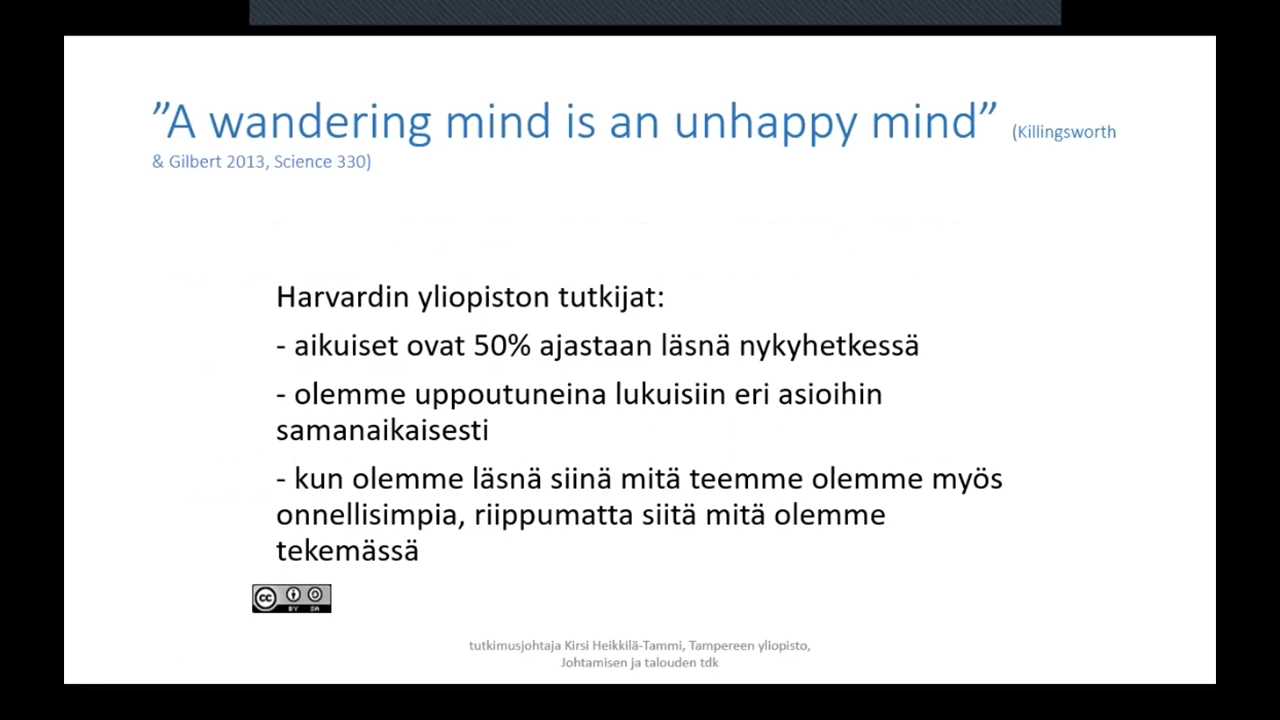 ”A wandering mind is an unhappy mind” (Killingsworth
& Gilbert 2013, Science 330)
Harvardin yliopiston tutkijat:
- aikuiset ovat 50% ajastaan läsnä nykyhetkessä
- olemme uppoutuneina lukuisiin eri asioihin
samanaikaisesti
- kun olemme läsnä siinä mitä teemme olemme myös
onnellisimpia, riippumatta siitä mitä olemme
tekemässä
cc BY SA
tutkimusjohtaja Kirsi Heikkilä-Tammi, Tampereen yliopisto,
Johtamisen ja talouden tdk